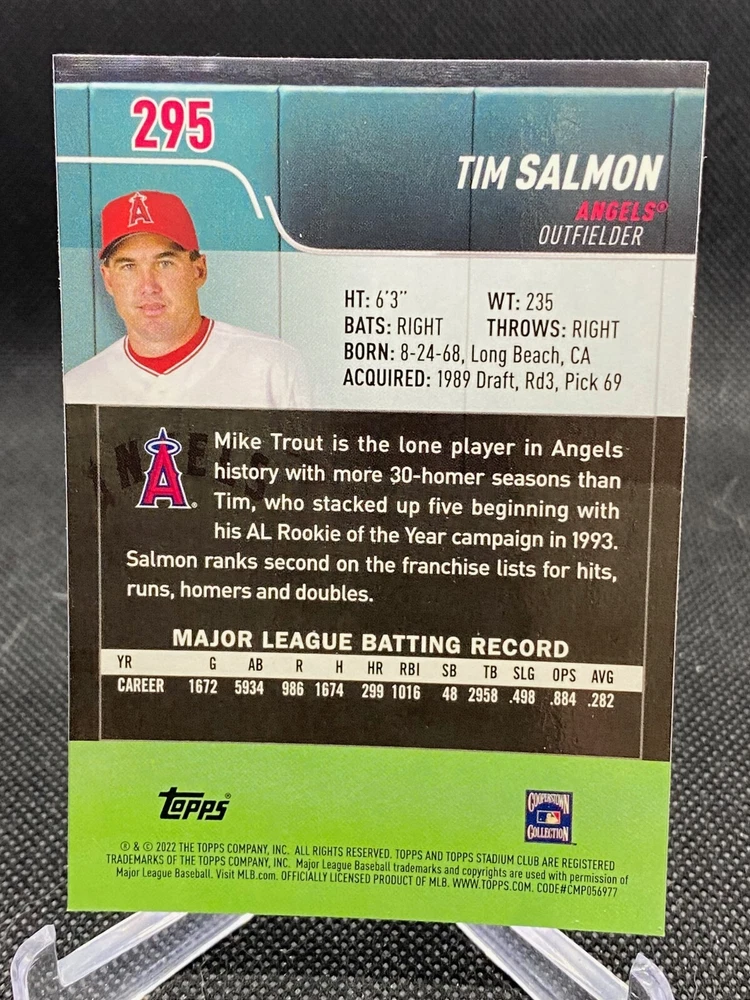 295
TIM SALMON
ANGELS®
OUTFIELDER
A
HT: 6'3" WT: 235
BATS: RIGHT THROWS: RIGHT
BORN: 8-24-68, Long Beach, CA
ACQUIRED: 1989 Draft, Rd3, Pick 69
ANGELS
A®
Mike Trout is the lone player in Angels
history with more 30-homer seasons than
Tim, who stacked up five beginning with
his AL Rookie of the Year campaign in 1993.
Salmon ranks second on the franchise lists for hits,
runs, homers and doubles.
MAJOR LEAGUE BATTING RECORD
YR G AB R H HR RBI SB TB SLG OPS AVG
CAREER 1672 5934 986 1674 299 1016 48 2958 .498 .884 .282
Topps®
COOPERSTOWN
COLLECTION
® & © 2022 THE TOPPS COMPANY, INC. ALL RIGHTS RESERVED. TOPPS AND TOPPS STADIUM CLUB ARE REGISTERED
TRADEMARKS OF THE TOPPS COMPANY, INC. Major League Baseball trademarks and copyrights are used with permission of
Major League Baseball. Visit MLB.com. OFFICIALLY LICENSED PRODUCT OF MLB. WWW.TOPPS.COM. CODE#CMP056977